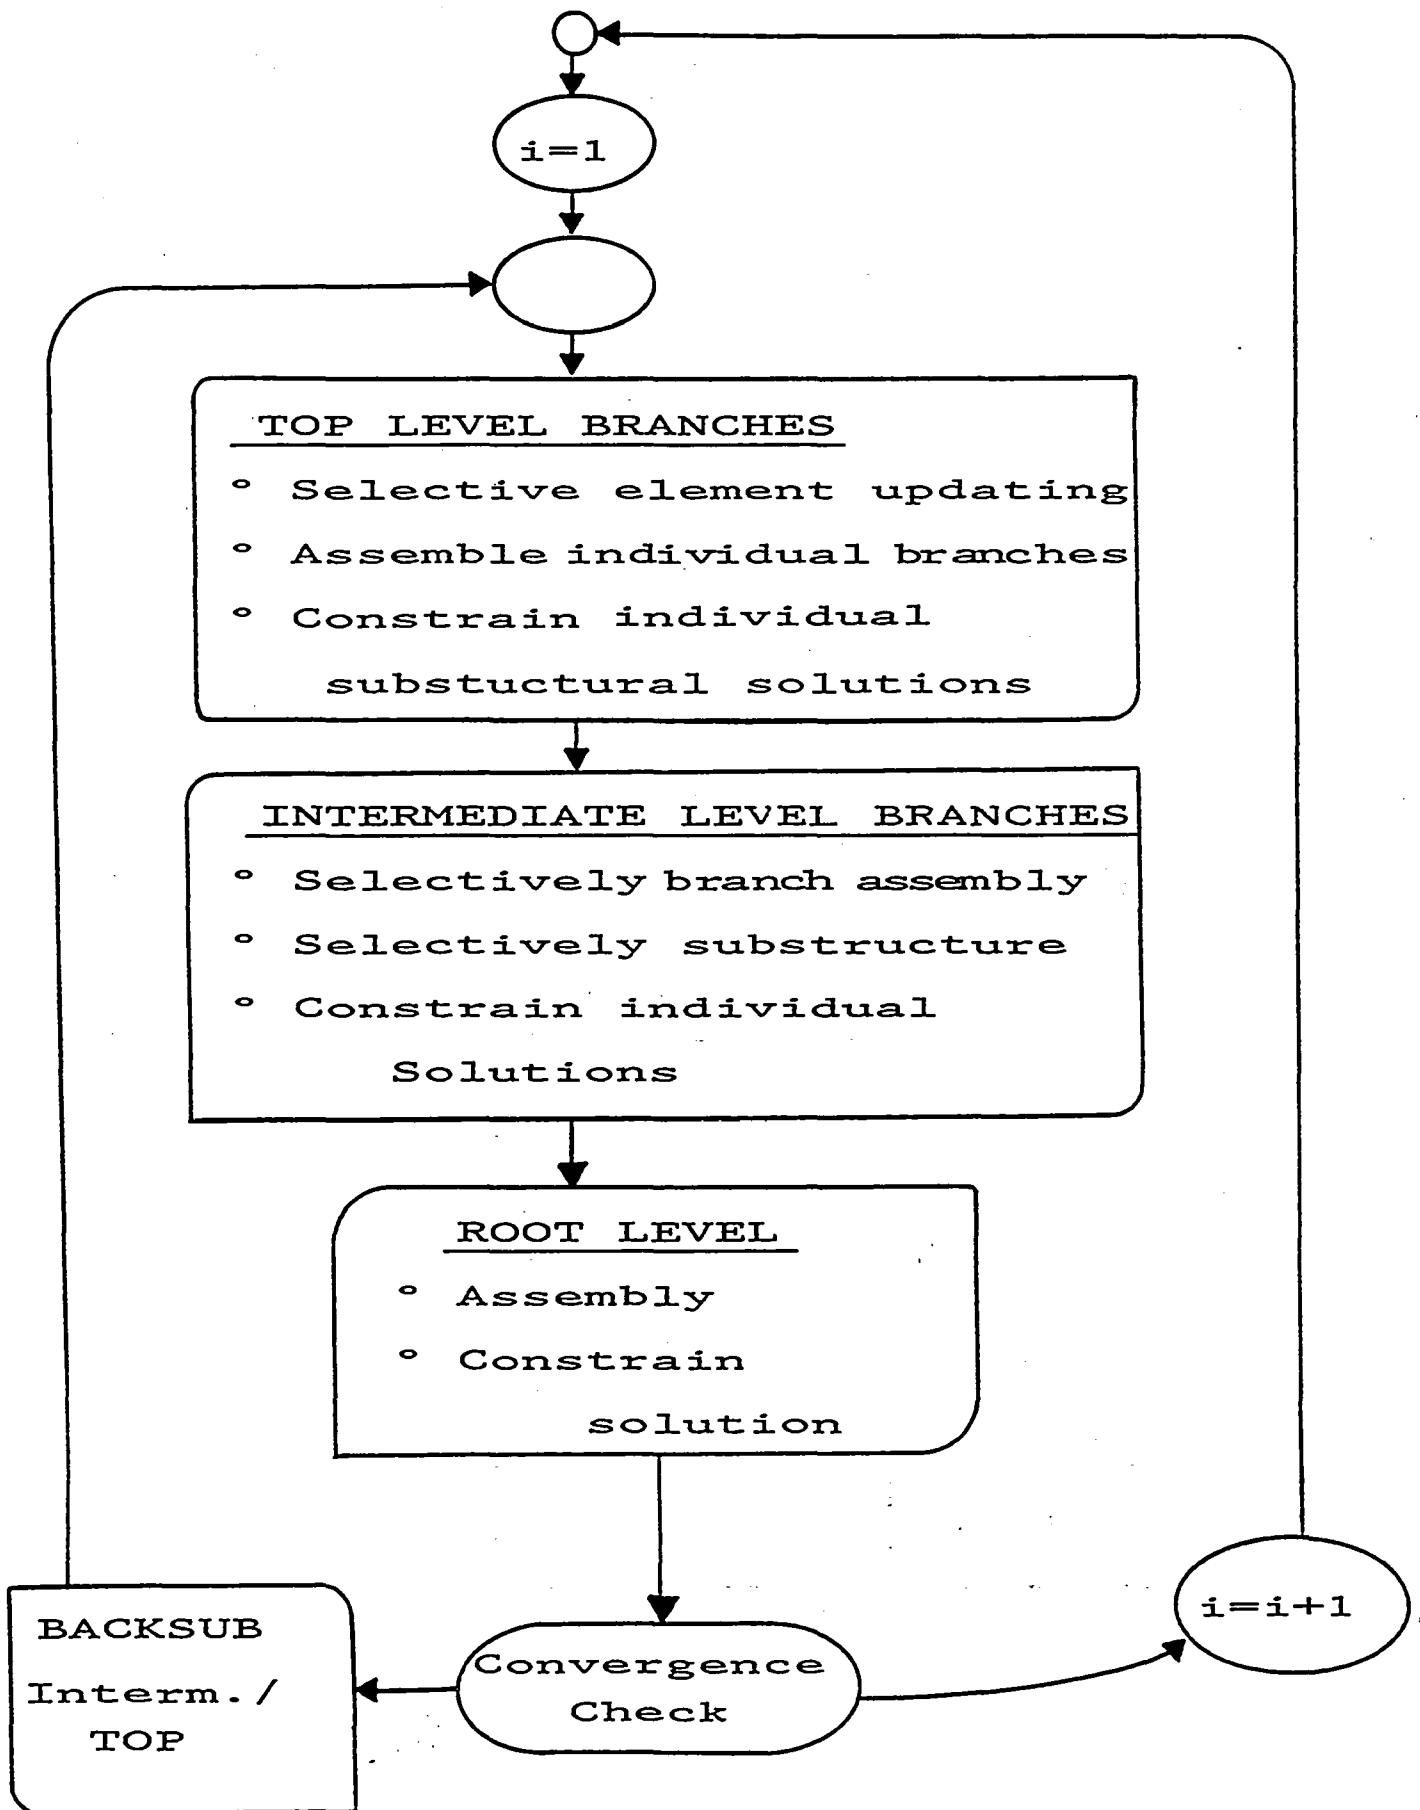 i=1
TOP LEVEL BRANCHES
° Selective element updating
° Assemble individual branches
° Constrain individual
substuctural solutions
INTERMEDIATE LEVEL BRANCHES
° Selectively branch assembly
° Selectively substructure
° Constrain individual
Solutions
ROOT LEVEL
° Assembly
° Constrain
solution
Convergence
Check
BACKSUB
Interm./
TOP
i=i+1